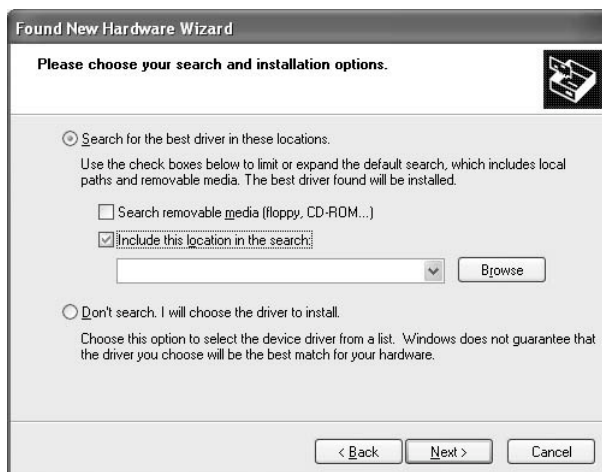 Found New Hardware Wizard
Please choose your search and installation options.
Search for the best driver in these locations.
Use the check boxes below to limit or expand the default search, which includes local
paths and removable media. The best driver found will be installed.
Search removable media (floppy, CD-ROM...)
Include this location in the search:
Browse
Don't search. I will choose the driver to install.
Choose this option to select the device driver from a list. Windows does not guarantee that
the driver you choose will be the best match for your hardware.
< Back Next > Cancel